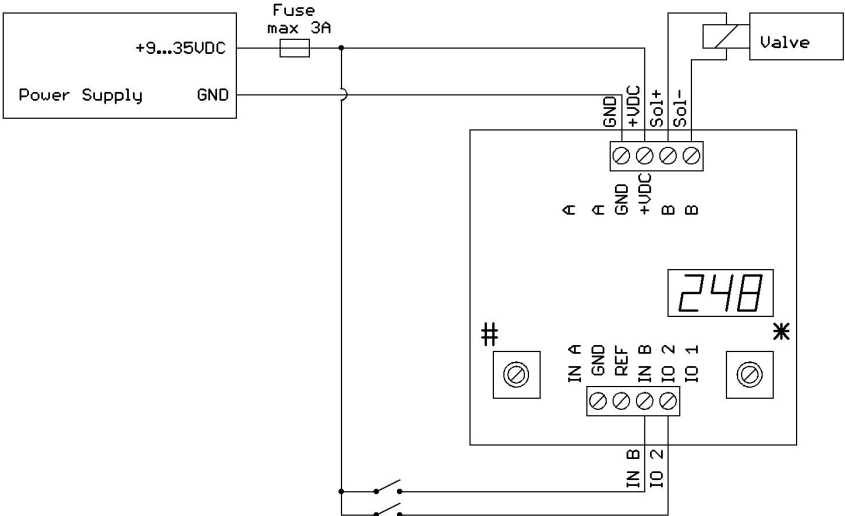 Fuse
max 3A
+9...35VDC
Power Supply
GND
Valve
GND
+VDC
Sol+
Sol-
A
A
GND
+VDC
B
B
248
#
*
IN A
GND
REF
IN B
IO 2
IO 1
IN B
IO 2